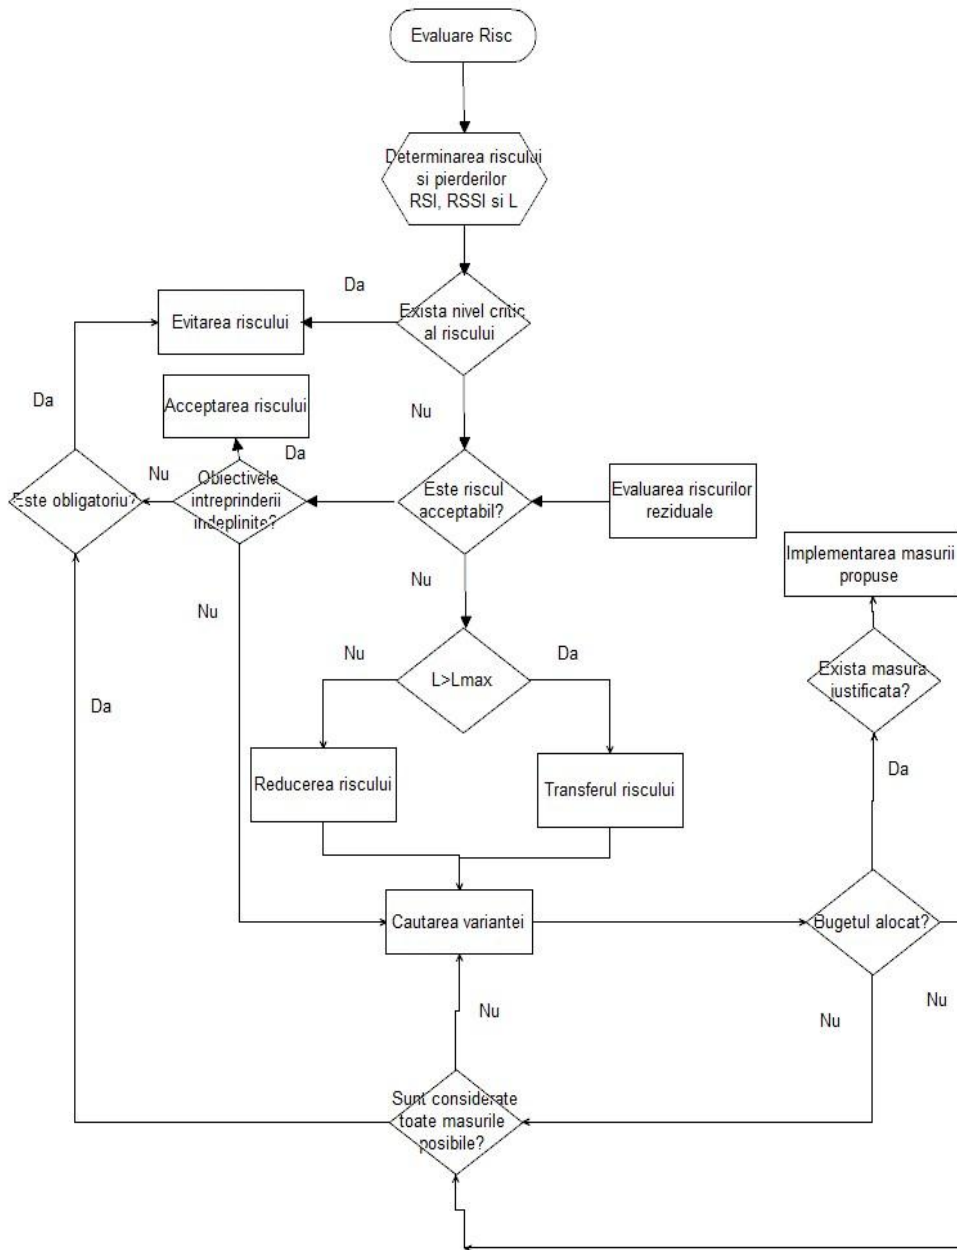 Evaluare Risc
Determinarea riscului
si pierderilor
RSI, RSSI si L
Da
Exista nivel critic
al riscului
Evitarea riscului
Da
Acceptarea riscului
Nu
Da
Nu
Este obligatoriu?
Obiectivele
intreprinderii
indeplinite?
Este riscul
acceptabil?
Evaluarea riscurilor
reziduale
Implementarea masurii
propuse
Nu
Nu
Nu
Da
L>Lmax
Exista masura
justificata?
Da
Reducerea riscului
Transferul riscului
Da
Cautarea variantei
Bugetul alocat?
Nu
Nu
Nu
Sunt considerate
toate masurile
posibile?